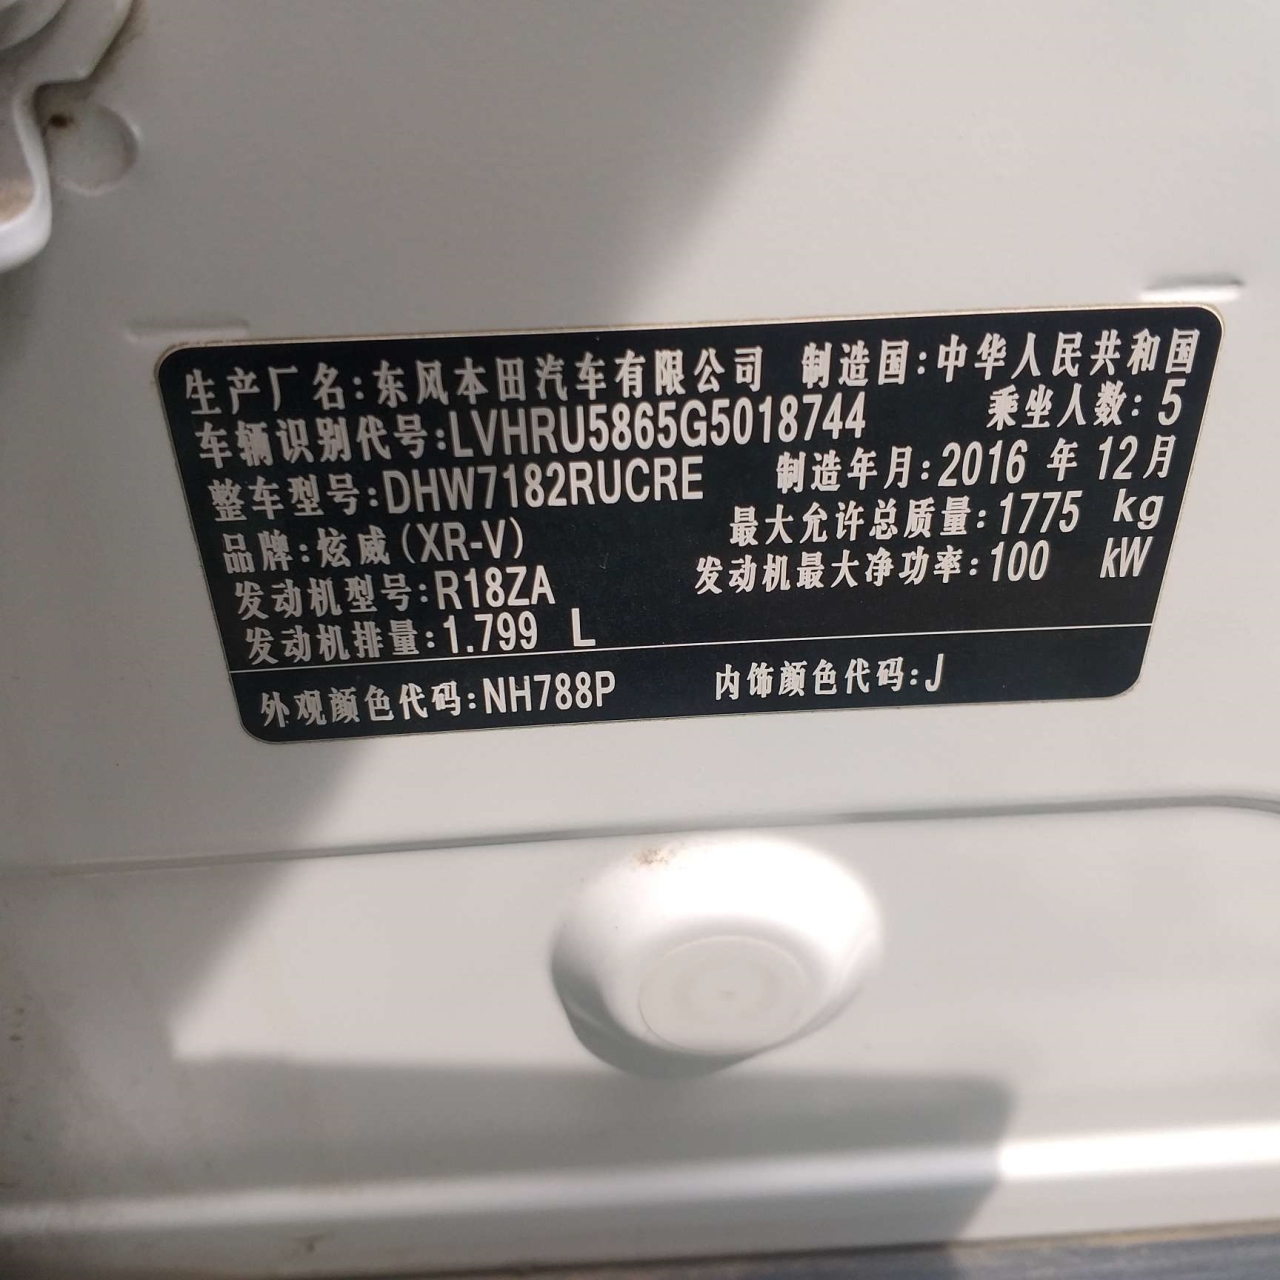 生产厂名:东风本田汽车有限公司 制造国:中华人民共和国
车辆识别代号:LVHRU5865G5018744 乘坐人数:5
整车型号:DHW7182RUCRE 制造年月:2016 年 12月
品牌:炫威(XR-V) 最大允许总质量:1775 kg
发动机型号:R18ZA 发动机最大净功率:100 kW
发动机排量:1.799 L
外观颜色代码:NH788P 内饰颜色代码:J